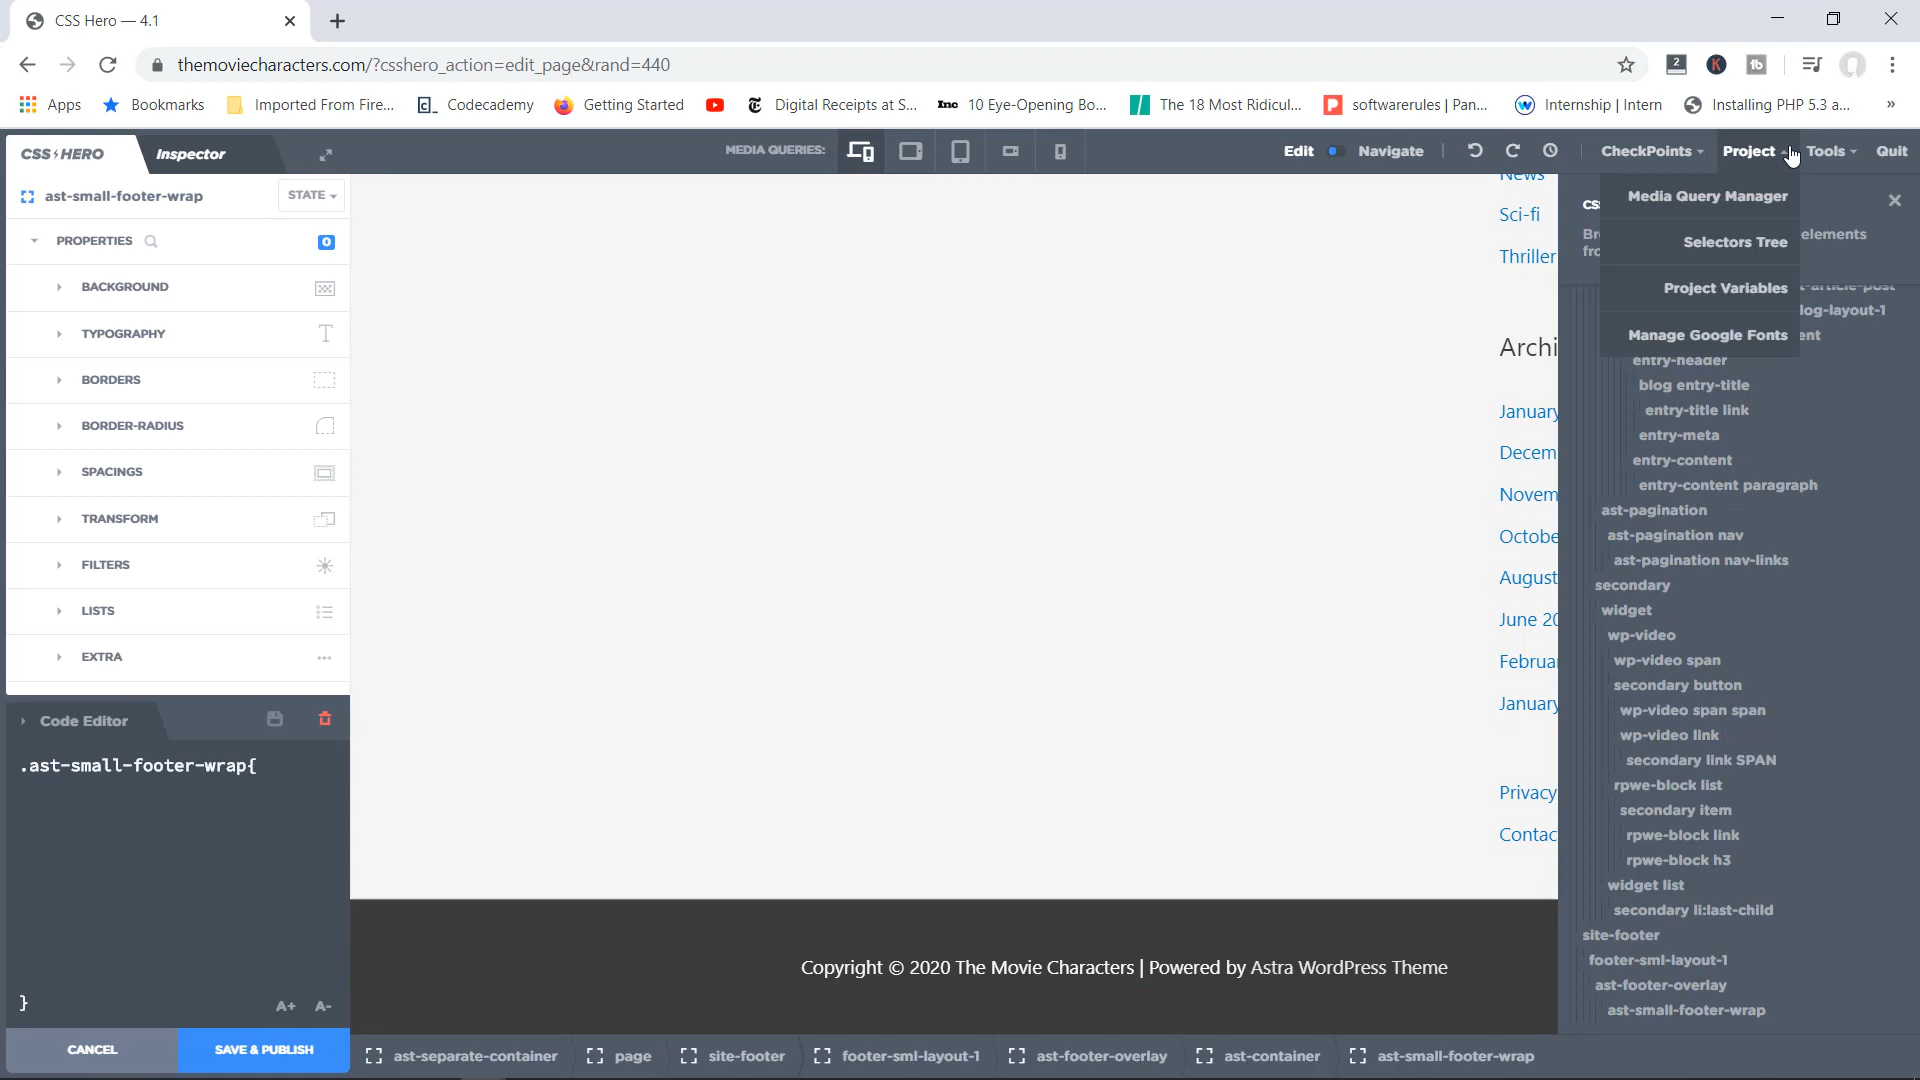 CSS Hero — 4.1
themoviecharacters.com/?csshero_action=edit_page&rand=440
2
K
tb
Apps
Bookmarks
Imported From Fire...
Codecademy
Getting Started
Digital Receipts at S...
Inc
10 Eye-Opening Bo...
The 18 Most Ridicul...
softwarerules | Pan...
Internship | Intern
Installing PHP 5.3 a...
»
CSS HERO
Inspector
MEDIA QUERIES:
Edit
Navigate
CheckPoints
Project
Tools
Quit
ast-small-footer-wrap
STATE
PROPERTIES
0
BACKGROUND
TYPOGRAPHY
BORDERS
BORDER-RADIUS
SPACINGS
TRANSFORM
FILTERS
LISTS
EXTRA
Code Editor
.ast-small-footer-wrap{
}
A+
A-
CANCEL
SAVE & PUBLISH
News
Sci-fi
Thriller
Archi
January
Decem
Novem
Octobe
August
June 20
Februar
January
Privacy
Contac
Copyright © 2020 The Movie Characters | Powered by Astra WordPress Theme
Media Query Manager
Selectors Tree
Project Variables
Manage Google Fonts
CSS
Br
elements
fro
t-article-post
log-layout-1
ent
entry-header
blog entry-title
entry-title link
entry-meta
entry-content
entry-content paragraph
ast-pagination
ast-pagination nav
ast-pagination nav-links
secondary
widget
wp-video
wp-video span
secondary button
wp-video span span
wp-video link
secondary link SPAN
rpwe-block list
secondary item
rpwe-block link
rpwe-block h3
widget list
secondary li:last-child
site-footer
footer-sml-layout-1
ast-footer-overlay
ast-small-footer-wrap
ast-separate-container
page
site-footer
footer-sml-layout-1
ast-footer-overlay
ast-container
ast-small-footer-wrap